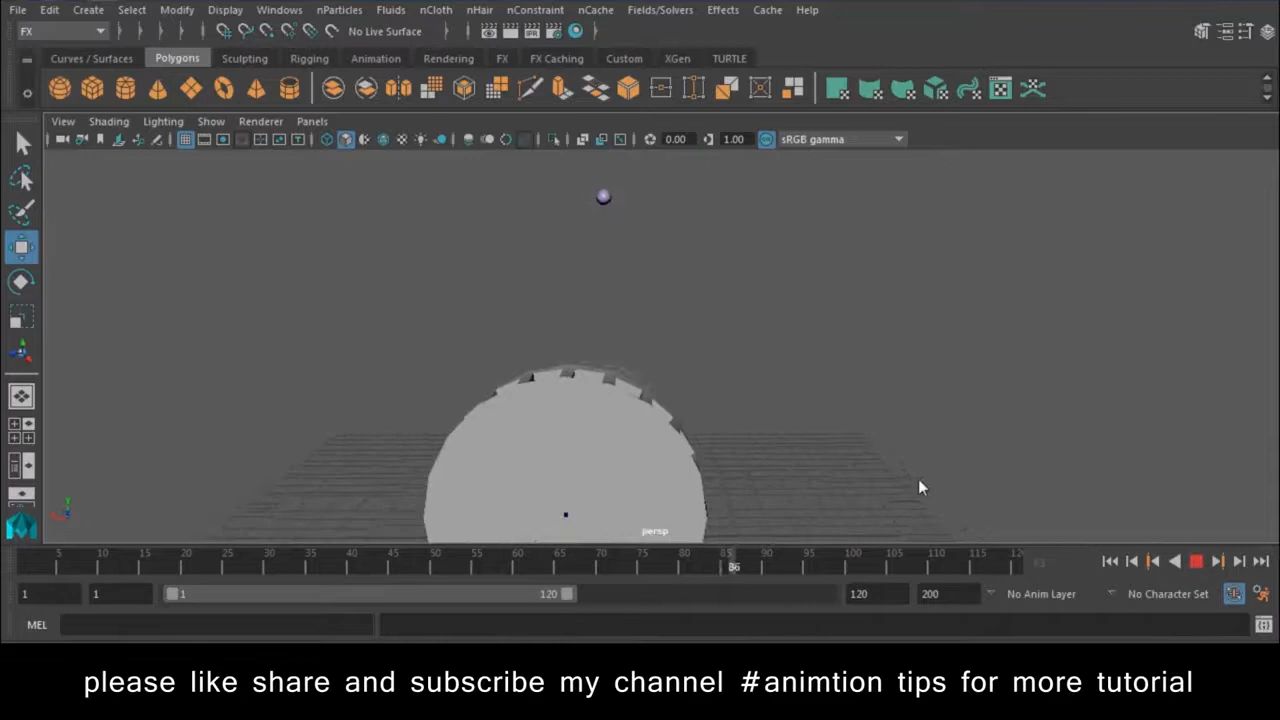 File Edit Create Select Modify Display Windows nParticles Fluids nCloth nHair nConstraint nCache Fields/Solvers Effects Cache Help
FX No Live Surface
Curves / Surfaces Polygons Sculpting Rigging Animation Rendering FX FX Caching Custom XGen TURTLE
View Shading Lighting Show Renderer Panels
0.00 1.00 sRGB gamma
persp
5 10 15 20 25 30 35 40 45 50 55 60 65 70 75 80 85 90 95 100 105 110 115 12
86
1 1 1 120 120 200 No Anim Layer No Character Set
MEL
please like share and subscribe my channel #animtion tips for more tutorial